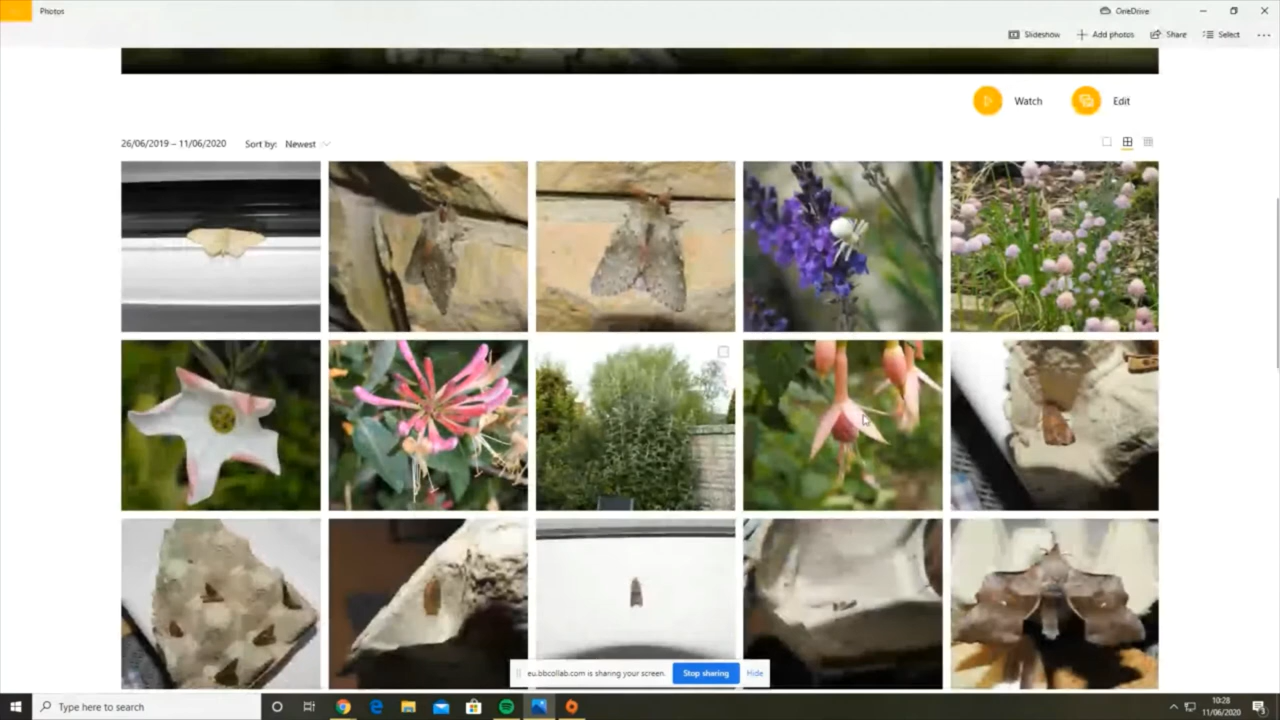 Photos
OneDrive
Slideshow
Add photos
Share
Select
Watch
Edit
26/06/2019 – 11/06/2020
Sort by: Newest
eu.bbcollab.com is sharing your screen.
Stop sharing
Hide
Type here to search
10:28
11/06/2020
3